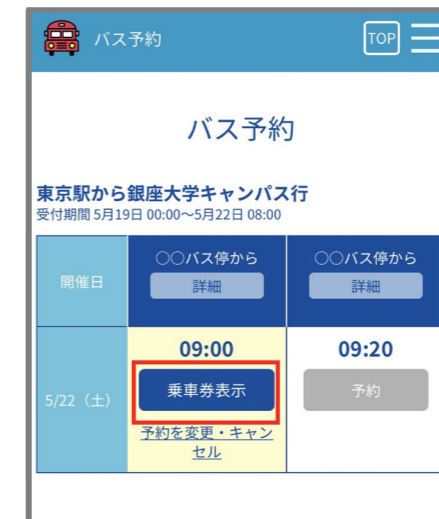 バス予約
TOP
バス予約
東京駅から銀座大学キャンパス行
受付期間 5月19日 00:00〜5月22日 08:00
開催日
○○バス停から
詳細
○○バス停から
詳細
5/22（土）
09:00
乗車券表示
予約を変更・キャン
セル
09:20
予約